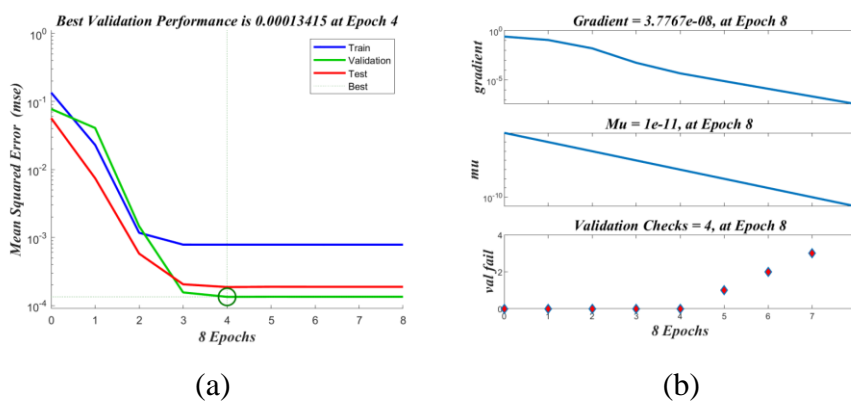 Best Validation Performance is 0.00013415 at Epoch 4
10^0
10^-1
10^-2
10^-3
10^-4
Mean Squared Error (mse)
Train
Validation
Test
Best
0 1 2 3 4 5 6 7 8
8 Epochs
(a)
Gradient = 3.7767e-08, at Epoch 8
10^0
10^-5
gradient
Mu = 1e-11, at Epoch 8
10^-10
mu
Validation Checks = 4, at Epoch 8
4
2
0
val fail
0 1 2 3 4 5 6 7
8 Epochs
(b)